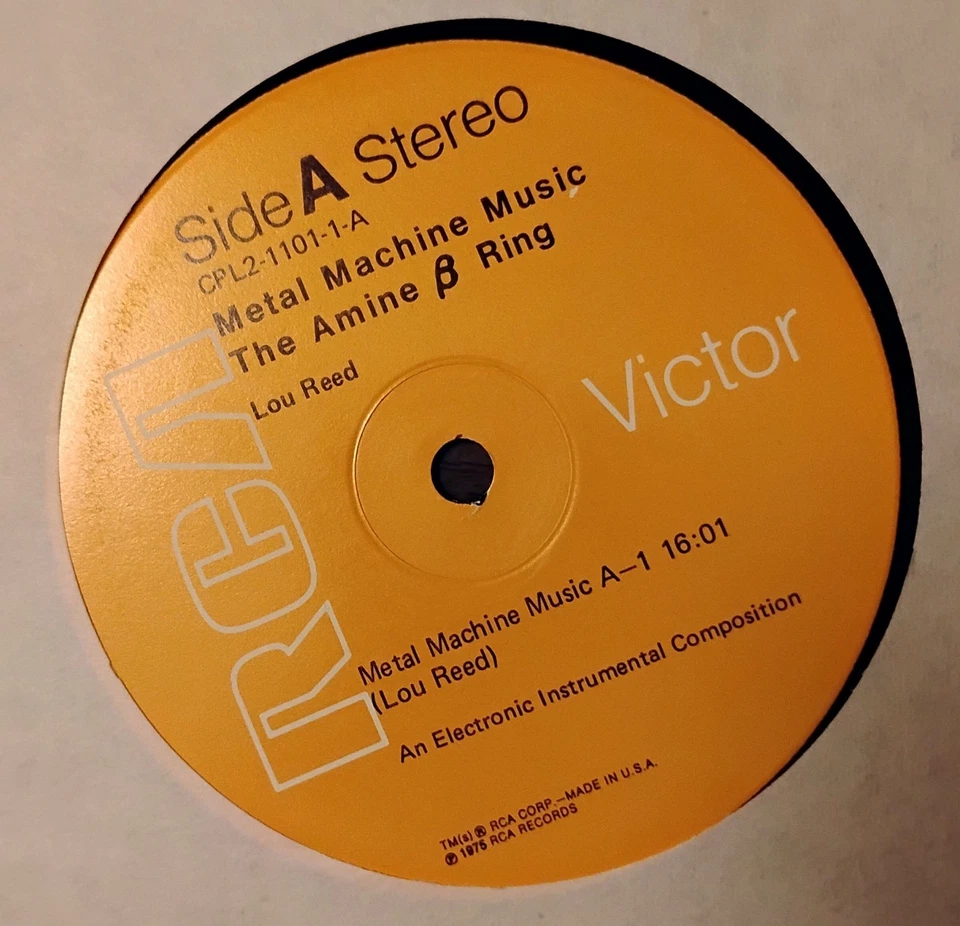 Side A Stereo
CPL2-1101-1-A
Metal Machine Music
The Amine β Ring
Lou Reed
RCA
Victor
Metal Machine Music A–1 16:01
(Lou Reed)
An Electronic Instrumental Composition
TM(s) ® RCA CORP.—MADE IN U.S.A.
℗ 1975 RCA RECORDS